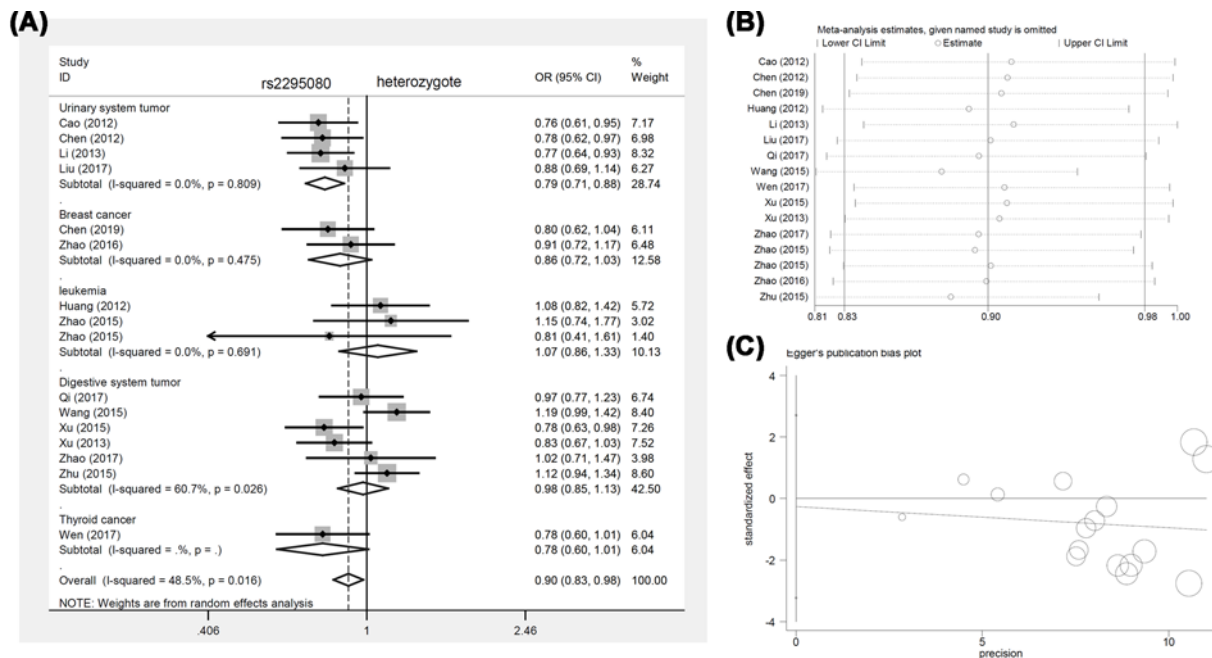 (A)
Study
%
ID
rs2295080
heterozygote
OR (95% CI)
Weight
Urinary system tumor
Cao (2012) 0.76 (0.61, 0.95) 7.17
Chen (2012) 0.78 (0.62, 0.97) 6.98
Li (2013) 0.77 (0.64, 0.93) 8.32
Liu (2017) 0.88 (0.69, 1.14) 6.27
Subtotal (I-squared = 0.0%, p = 0.809) 0.79 (0.71, 0.88) 28.74
.
Breast cancer
Chen (2019) 0.80 (0.62, 1.04) 6.11
Zhao (2016) 0.91 (0.72, 1.17) 6.48
Subtotal (I-squared = 0.0%, p = 0.475) 0.86 (0.72, 1.03) 12.58
.
leukemia
Huang (2012) 1.08 (0.82, 1.42) 5.72
Zhao (2015) 1.15 (0.74, 1.77) 3.02
Zhao (2015) 0.81 (0.41, 1.61) 1.40
Subtotal (I-squared = 0.0%, p = 0.691) 1.07 (0.86, 1.33) 10.13
.
Digestive system tumor
Qi (2017) 0.97 (0.77, 1.23) 6.74
Wang (2015) 1.19 (0.99, 1.42) 8.40
Xu (2015) 0.78 (0.63, 0.98) 7.26
Xu (2013) 0.83 (0.67, 1.03) 7.52
Zhao (2017) 1.02 (0.71, 1.47) 3.98
Zhu (2015) 1.12 (0.94, 1.34) 8.60
Subtotal (I-squared = 60.7%, p = 0.026) 0.98 (0.85, 1.13) 42.50
.
Thyroid cancer
Wen (2017) 0.78 (0.60, 1.01) 6.04
Subtotal (I-squared = .%, p = .) 0.78 (0.60, 1.01) 6.04
.
Overall (I-squared = 48.5%, p = 0.016) 0.90 (0.83, 0.98) 100.00
NOTE: Weights are from random effects analysis
.406 1 2.46
(B)
Meta-analysis estimates, given named study is omitted
Lower CI Limit Estimate Upper CI Limit
Cao (2012)
Chen (2012)
Chen (2019)
Huang (2012)
Li (2013)
Liu (2017)
Qi (2017)
Wang (2015)
Wen (2017)
Xu (2015)
Xu (2013)
Zhao (2017)
Zhao (2015)
Zhao (2015)
Zhao (2016)
Zhu (2015)
0.81 0.83 0.90 0.98 1.00
(C)
Egger's publication bias plot
standardized effect
4
2
0
-2
-4
0 5 10
precision